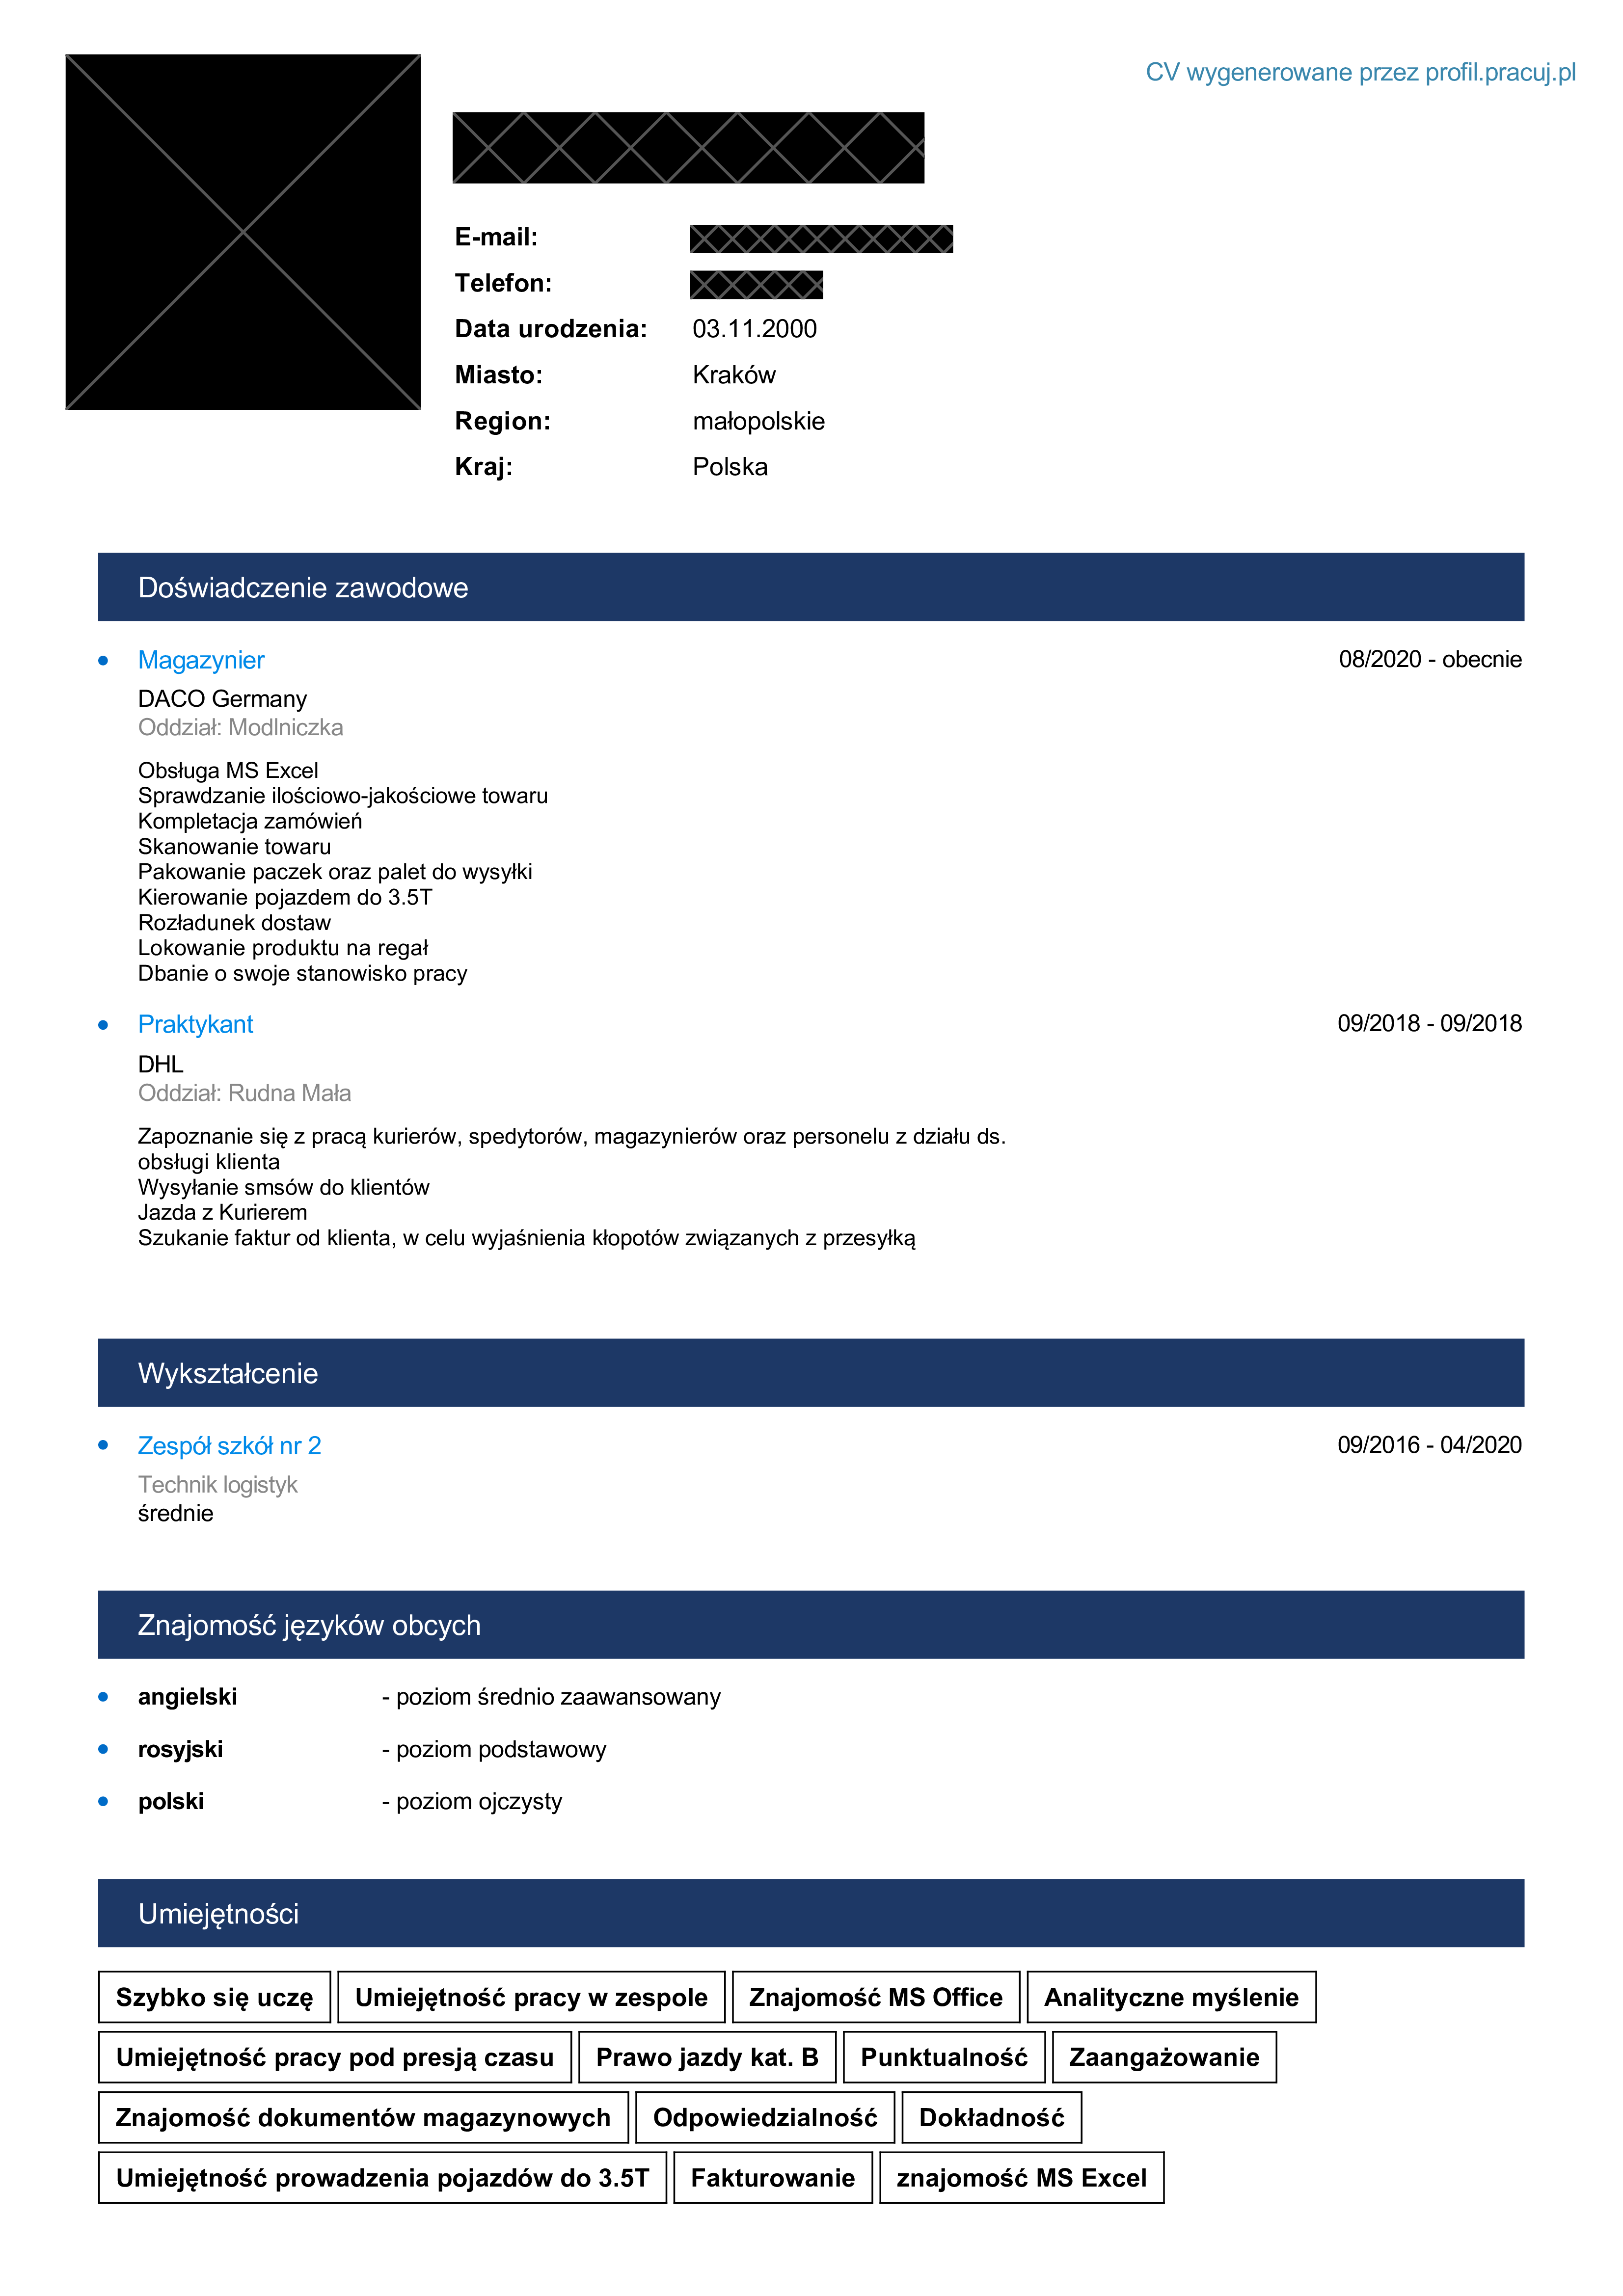 CV wygenerowane przez profil.pracuj.pl
E-mail:
Telefon:
Data urodzenia: 03.11.2000
Miasto: Kraków
Region: małopolskie
Kraj: Polska
Doświadczenie zawodowe
Magazynier 08/2020 - obecnie
DACO Germany
Oddział: Modlniczka
Obsługa MS Excel
Sprawdzanie ilościowo-jakościowe towaru
Kompletacja zamówień
Skanowanie towaru
Pakowanie paczek oraz palet do wysyłki
Kierowanie pojazdem do 3.5T
Rozładunek dostaw
Lokowanie produktu na regał
Dbanie o swoje stanowisko pracy
Praktykant 09/2018 - 09/2018
DHL
Oddział: Rudna Mała
Zapoznanie się z pracą kurierów, spedytorów, magazynierów oraz personelu z działu ds.
obsługi klienta
Wysyłanie smsów do klientów
Jazda z Kurierem
Szukanie faktur od klienta, w celu wyjaśnienia kłopotów związanych z przesyłką
Wykształcenie
Zespół szkół nr 2 09/2016 - 04/2020
Technik logistyk
średnie
Znajomość języków obcych
angielski - poziom średnio zaawansowany
rosyjski - poziom podstawowy
polski - poziom ojczysty
Umiejętności
Szybko się uczę Umiejętność pracy w zespole Znajomość MS Office Analityczne myślenie
Umiejętność pracy pod presją czasu Prawo jazdy kat. B Punktualność Zaangażowanie
Znajomość dokumentów magazynowych Odpowiedzialność Dokładność
Umiejętność prowadzenia pojazdów do 3.5T Fakturowanie znajomość MS Excel